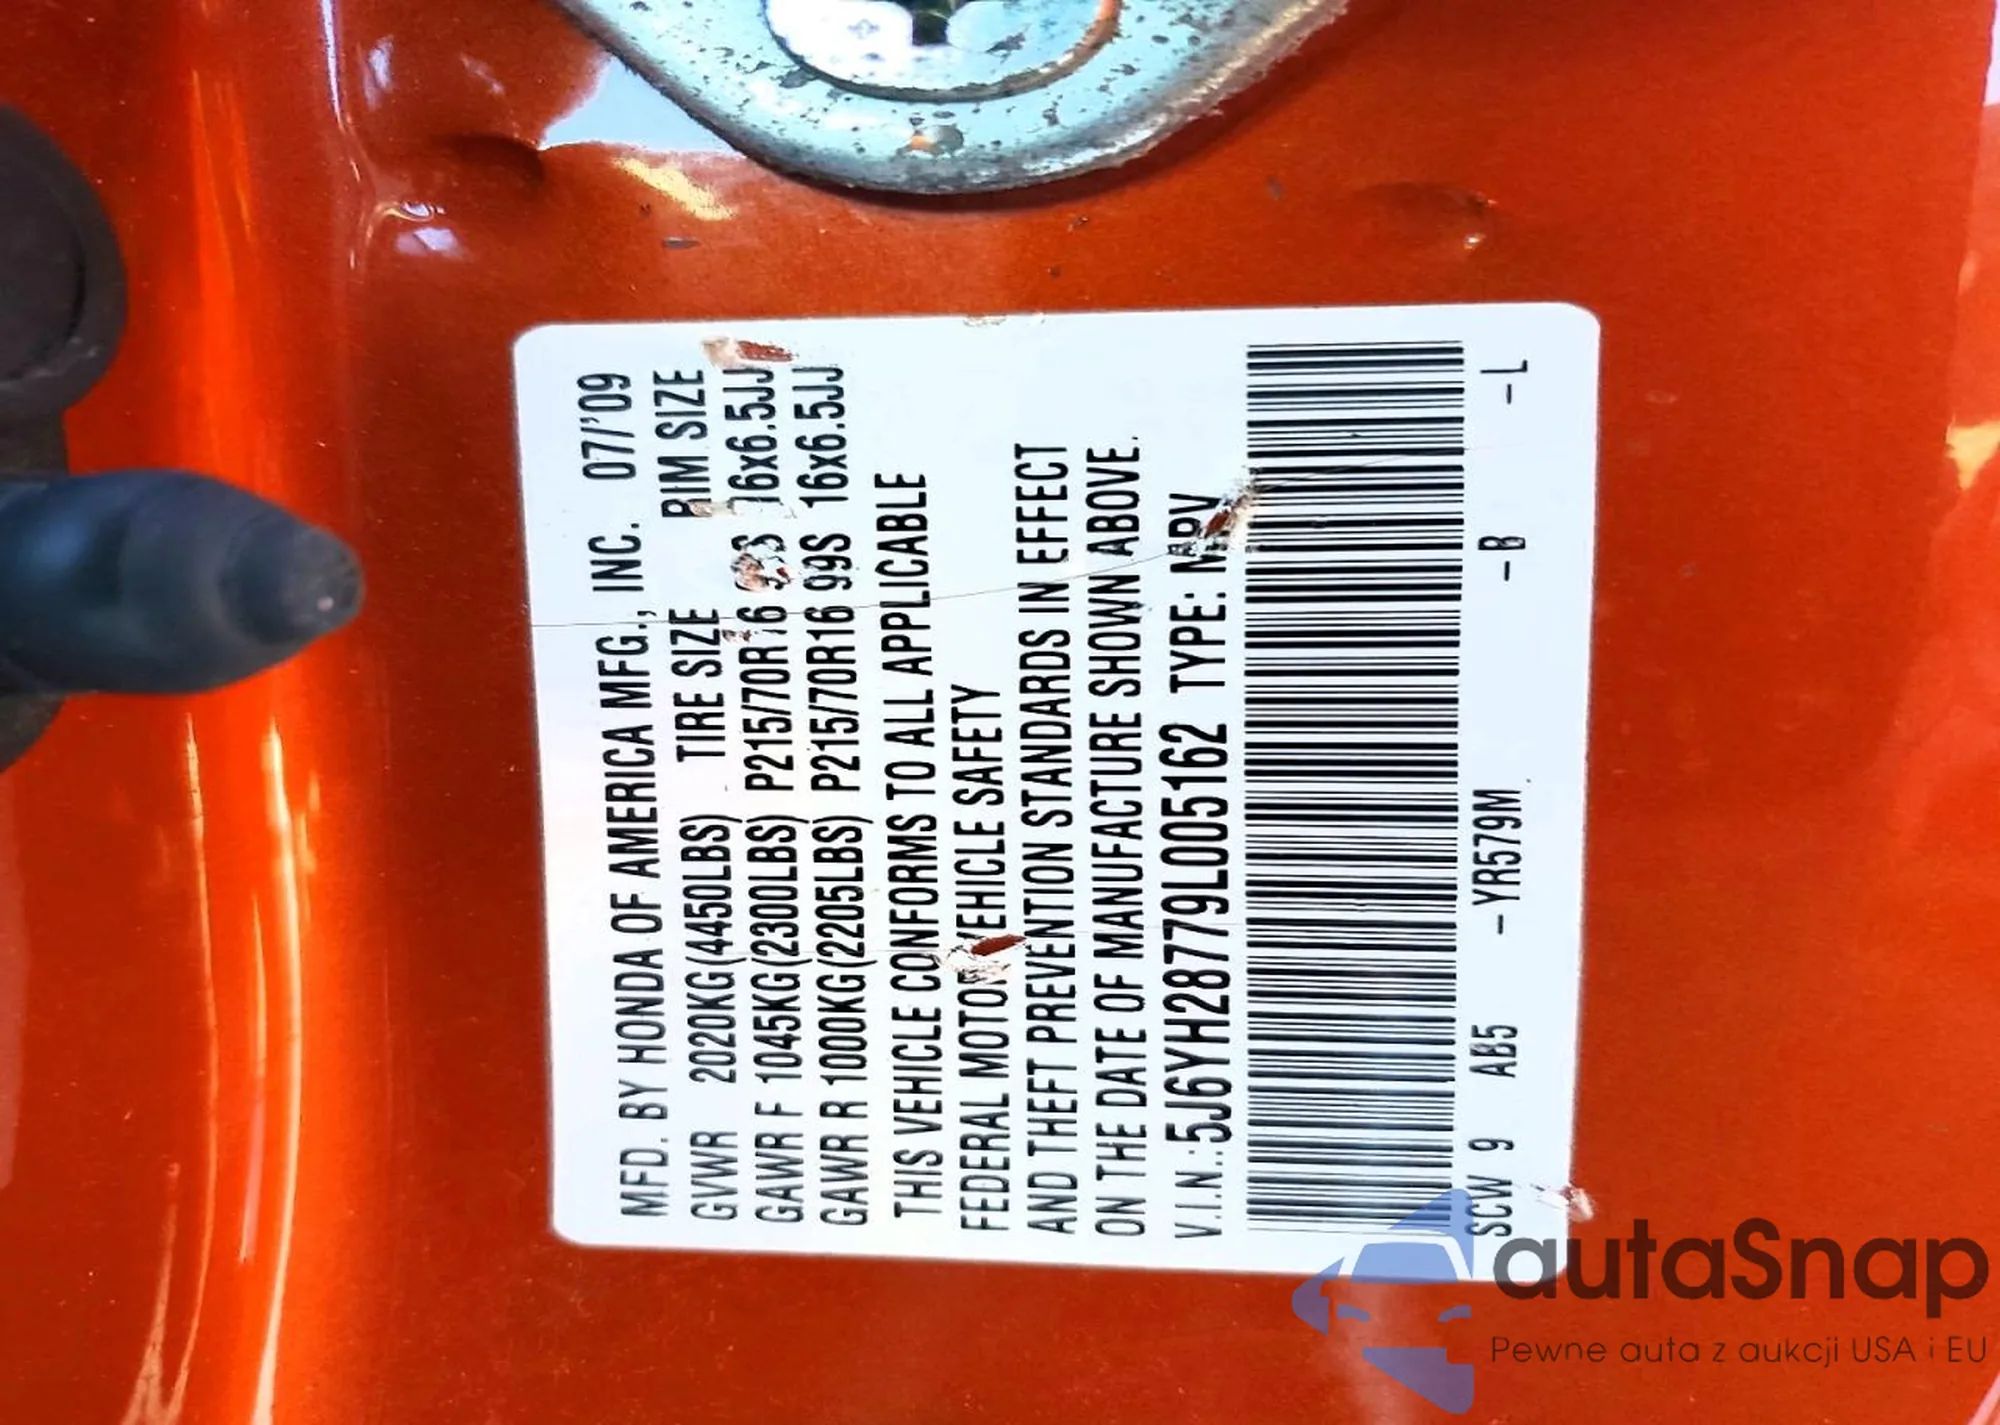 MFD. BY HONDA OF AMERICA MFG., INC. 07/'09
GVWR 2020KG(4450LBS) TIRE SIZE RIM SIZE
GAWR F 1045KG(2300LBS) P215/70R16 16x6.5JJ
GAWR R 1000KG(2205LBS) P215/70R16 99S 16x6.5JJ
THIS VEHICLE CONFORMS TO ALL APPLICABLE
FEDERAL MOTOR VEHICLE SAFETY
AND THEFT PREVENTION STANDARDS IN EFFECT
ON THE DATE OF MANUFACTURE SHOWN ABOVE.
V.I.N.:5J6YH28779L005162 TYPE:
SCW 9 AB5 -YR579M -B -L
autaSnap
Pewne auta z aukcji USA i EU